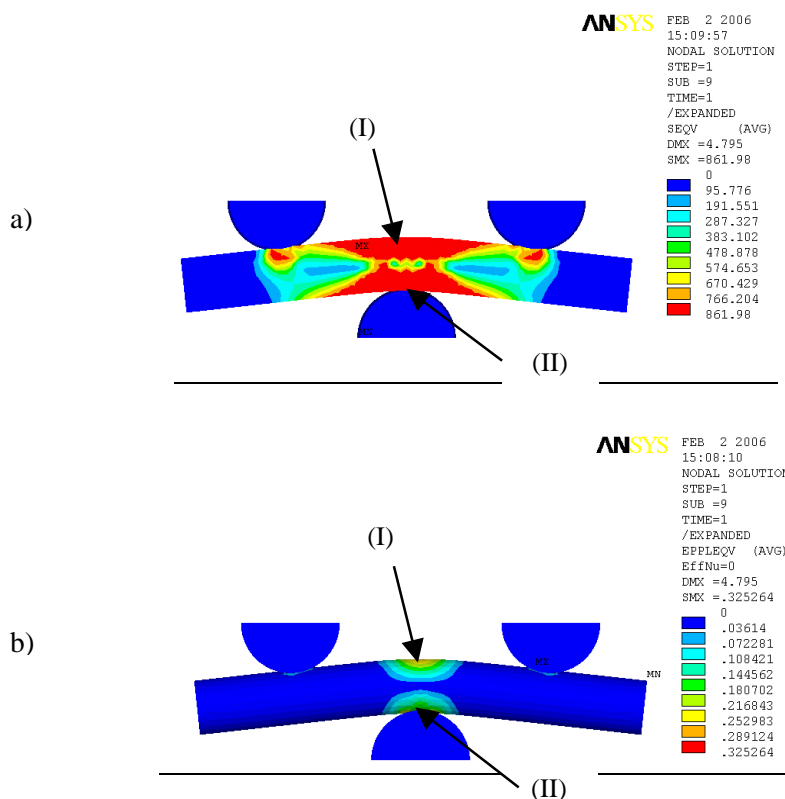 a)
ANSYS
FEB 2 2006
15:09:57
NODAL SOLUTION
STEP=1
SUB =9
TIME=1
/EXPANDED
SEQV (AVG)
DMX =4.795
SMX =861.98
0
95.776
191.551
287.327
383.102
478.878
574.653
670.429
766.204
861.98
(I)
MX
MX
(II)
b)
ANSYS
FEB 2 2006
15:08:10
NODAL SOLUTION
STEP=1
SUB =9
TIME=1
/EXPANDED
EPPLEQV (AVG)
EffNu=0
DMX =4.795
SMX =.325264
0
.03614
.072281
.108421
.144562
.180702
.216843
.252983
.289124
.325264
(I)
MX
MN
(II)